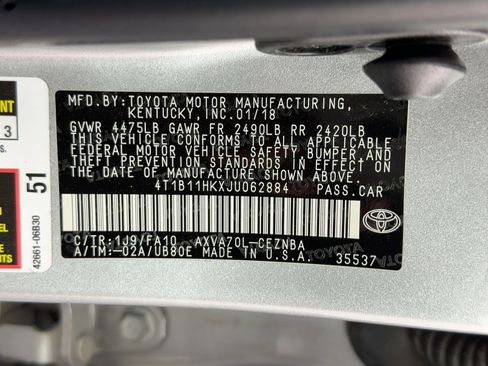 MFD.BY:TOYOTA MOTOR MANUFACTURING,
KENTUCKY,INC.01/18
GVWR 4475LB GAWR FR 2490LB RR 2420LB
THIS VEHICLE CONFORMS TO ALL APPLICABLE
FEDERAL MOTOR VEHICLE SAFETY, BUMPER AND
THEFT PREVENTION STANDARDS IN EFFECT ON
THE DATE OF MANUFACTURE SHOWN ABOVE.
4T1B11HKXJU062884 PASS.CAR
C/TR:1J9/FA10 AXVA70L-CEZNBA
A/TM:-02A/UB80E MADE IN U.S.A. 35537
TOYOTA
51
42661-06B30
3